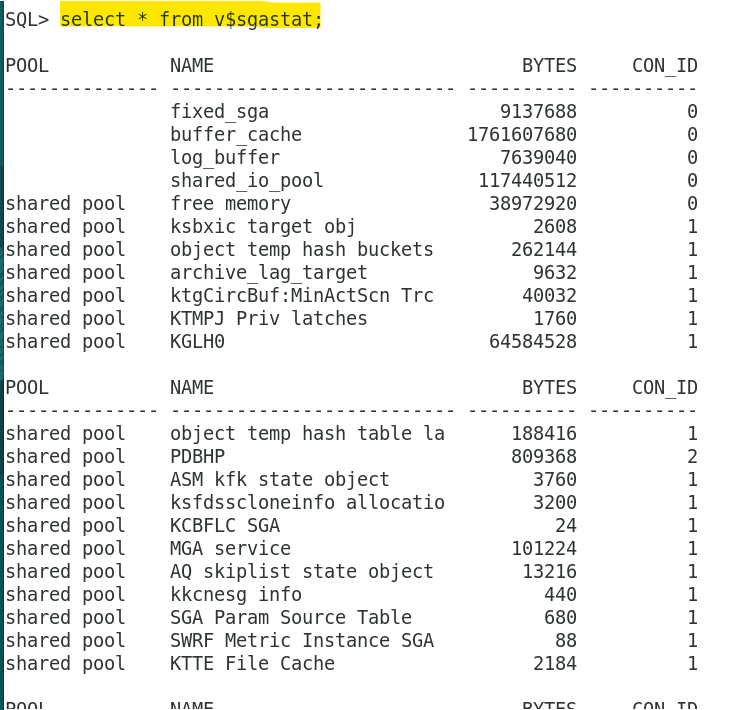 SQL> select * from v$sgastat;
POOL NAME BYTES CON_ID
-------------- -------------------------- ---------- ----------
fixed_sga 9137688 0
buffer_cache 1761607680 0
log_buffer 7639040 0
shared_io_pool 117440512 0
shared pool free memory 38972920 0
shared pool ksbxic target obj 2608 1
shared pool object temp hash buckets 262144 1
shared pool archive_lag_target 9632 1
shared pool ktgCircBuf:MinActScn Trc 40032 1
shared pool KTMPJ Priv latches 1760 1
shared pool KGLH0 64584528 1
POOL NAME BYTES CON_ID
-------------- -------------------------- ---------- ----------
shared pool object temp hash table la 188416 1
shared pool PDBHP 809368 2
shared pool ASM kfk state object 3760 1
shared pool ksfdsscloneinfo allocatio 3200 1
shared pool KCBFLC SGA 24 1
shared pool MGA service 101224 1
shared pool AQ skiplist state object 13216 1
shared pool kkcnesg info 440 1
shared pool SGA Param Source Table 680 1
shared pool SWRF Metric Instance SGA 88 1
shared pool KTTE File Cache 2184 1
POOL NAME BYTES CON_ID